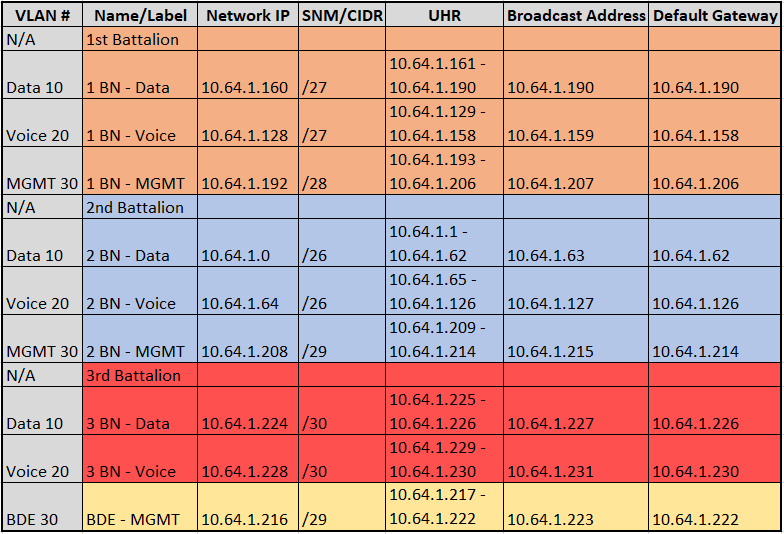 VLAN # Name/Label Network IP SNM/CIDR UHR Broadcast Address Default Gateway
N/A 1st Battalion
10.64.1.161 -
Data 10 1 BN - Data 10.64.1.160 /27 10.64.1.190 10.64.1.190 10.64.1.190
10.64.1.129 -
Voice 20 1 BN - Voice 10.64.1.128 /27 10.64.1.158 10.64.1.159 10.64.1.158
10.64.1.193 -
MGMT 30 1 BN - MGMT 10.64.1.192 /28 10.64.1.206 10.64.1.207 10.64.1.206
N/A 2nd Battalion
10.64.1.1 -
Data 10 2 BN - Data 10.64.1.0 /26 10.64.1.62 10.64.1.63 10.64.1.62
10.64.1.65 -
Voice 20 2 BN - Voice 10.64.1.64 /26 10.64.1.126 10.64.1.127 10.64.1.126
10.64.1.209 -
MGMT 30 2 BN - MGMT 10.64.1.208 /29 10.64.1.214 10.64.1.215 10.64.1.214
N/A 3rd Battalion
10.64.1.225 -
Data 10 3 BN - Data 10.64.1.224 /30 10.64.1.226 10.64.1.227 10.64.1.226
10.64.1.229 -
Voice 20 3 BN - Voice 10.64.1.228 /30 10.64.1.230 10.64.1.231 10.64.1.230
10.64.1.217 -
BDE 30 BDE - MGMT 10.64.1.216 /29 10.64.1.222 10.64.1.223 10.64.1.222